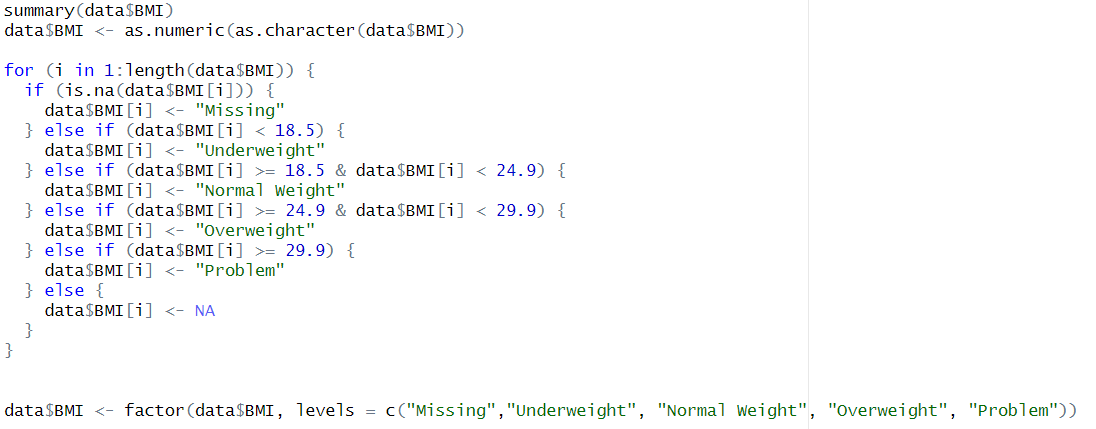 summary(data$BMI)
data$BMI <- as.numeric(as.character(data$BMI))
for (i in 1:length(data$BMI)) {
  if (is.na(data$BMI[i])) {
    data$BMI[i] <- "Missing"
  } else if (data$BMI[i] < 18.5) {
    data$BMI[i] <- "Underweight"
  } else if (data$BMI[i] >= 18.5 & data$BMI[i] < 24.9) {
    data$BMI[i] <- "Normal Weight"
  } else if (data$BMI[i] >= 24.9 & data$BMI[i] < 29.9) {
    data$BMI[i] <- "Overweight"
  } else if (data$BMI[i] >= 29.9) {
    data$BMI[i] <- "Problem"
  } else {
    data$BMI[i] <- NA
  }
}
data$BMI <- factor(data$BMI, levels = c("Missing","Underweight", "Normal Weight", "Overweight", "Problem"))